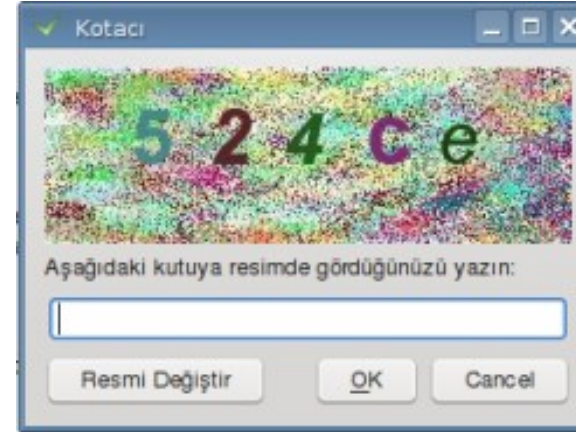 Kotacı
5 2 4 C e
Aşağıdaki kutuya resimde gördüğünüzü yazın:
Resmi Değiştir OK Cancel